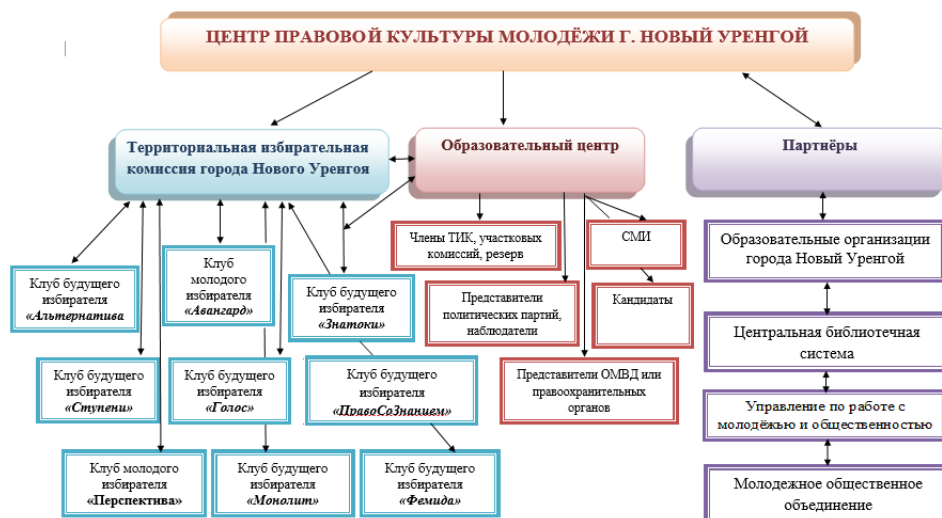 ЦЕНТР ПРАВОВОЙ КУЛЬТУРЫ МОЛОДЁЖИ Г. НОВЫЙ УРЕНГОЙ
Территориальная избирательная
комиссия города Нового Уренгоя
Образовательный центр
Партнёры
Члены ТИК, участковых
комиссий, резерв
СМИ
Образовательные организации
города Новый Уренгой
Клуб будущего
избирателя
«Альтернатива
Клуб
молодого
избирателя
«Авангард»
Клуб будущего
избирателя
«Знатоки»
Представители
политических партий,
наблюдатели
Кандидаты
Центральная библиотечная
система
Клуб будущего
избирателя
«Ступени»
Клуб будущего
избирателя
«Голос»
Клуб будущего
избирателя
«ПравоСоЗнанием»
Представители ОМВД или
правоохранительных
органов
Управление по работе с
молодёжью и общественностью
Клуб молодого
избирателя
«Перспектива»
Клуб будущего
избирателя
«Монолит»
Клуб будущего
избирателя
«Фемида»
Молодежное общественное
объединение